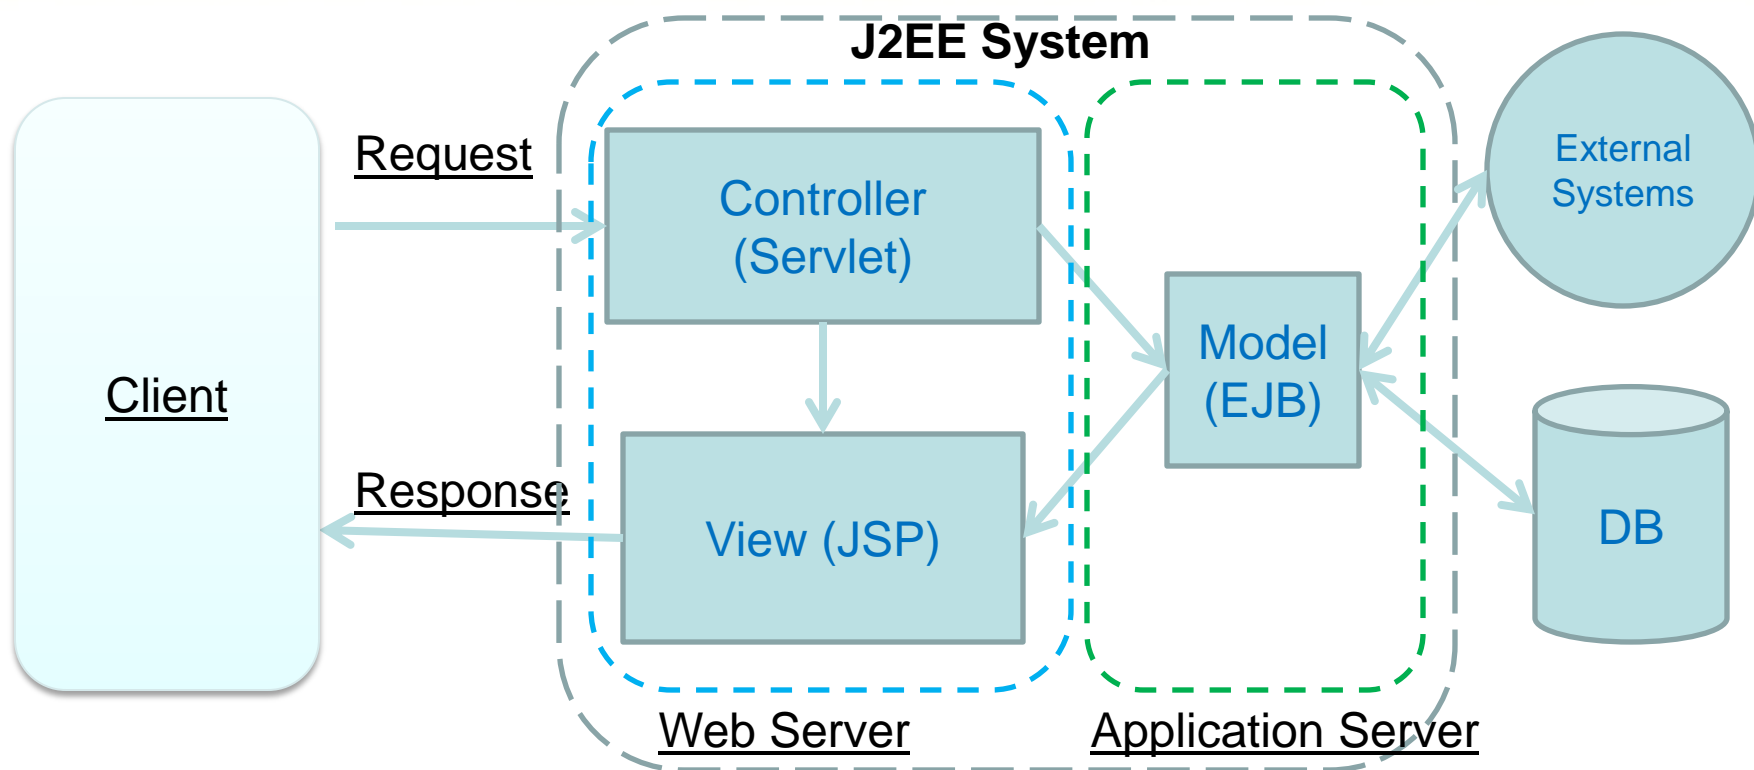 J2EE System
Request
Controller
(Servlet)
External
Systems
Client
Model
(EJB)
Response
View (JSP)
DB
Web Server
Application Server